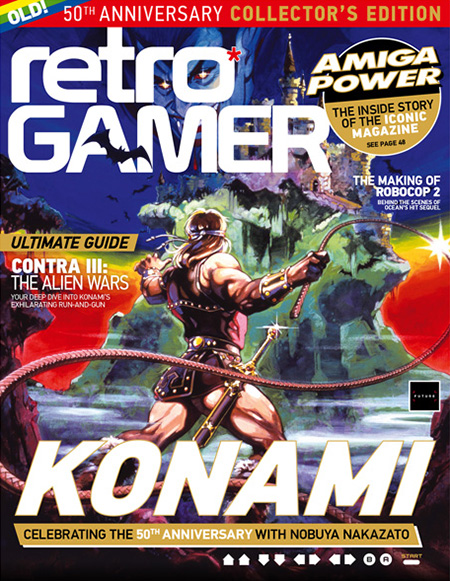 OLD!
50TH ANNIVERSARY COLLECTOR'S EDITION
retro*
GAMER
AMIGA
POWER
THE INSIDE STORY
OF THE ICONIC
MAGAZINE
SEE PAGE 48
THE MAKING OF
ROBOCOP 2
BEHIND THE SCENES OF
OCEAN'S HIT SEQUEL
ULTIMATE GUIDE
CONTRA III:
THE ALIEN WARS
YOUR DEEP DIVE INTO KONAMI'S
EXHILARATING RUN-AND-GUN
FUTURE
KONAMI
CELEBRATING THE 50TH ANNIVERSARY WITH NOBUYA NAKAZATO
B A START